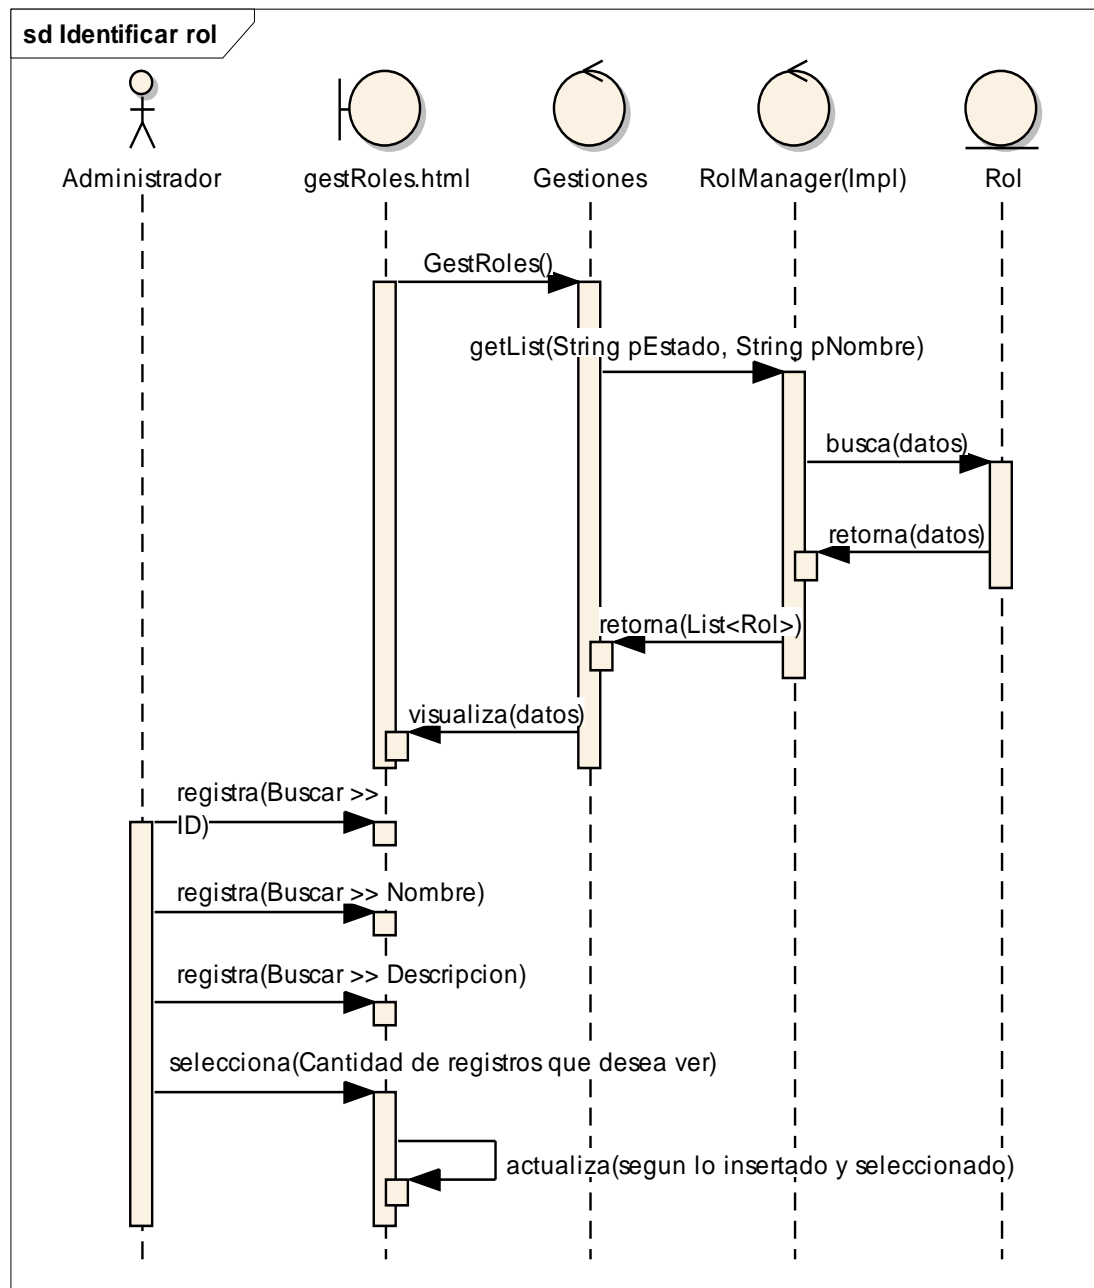 sd Identificar rol
Administrador
gestRoles.html
Gestiones
RolManager(Impl)
Rol
GestRoles()
getList(String pEstado, String pNombre)
busca(datos)
retorna(datos)
retorna(List<Rol>)
visualiza(datos)
registra(Buscar >>
ID)
registra(Buscar >> Nombre)
registra(Buscar >> Descripcion)
selecciona(Cantidad de registros que desea ver)
actualiza(segun lo insertado y seleccionado)